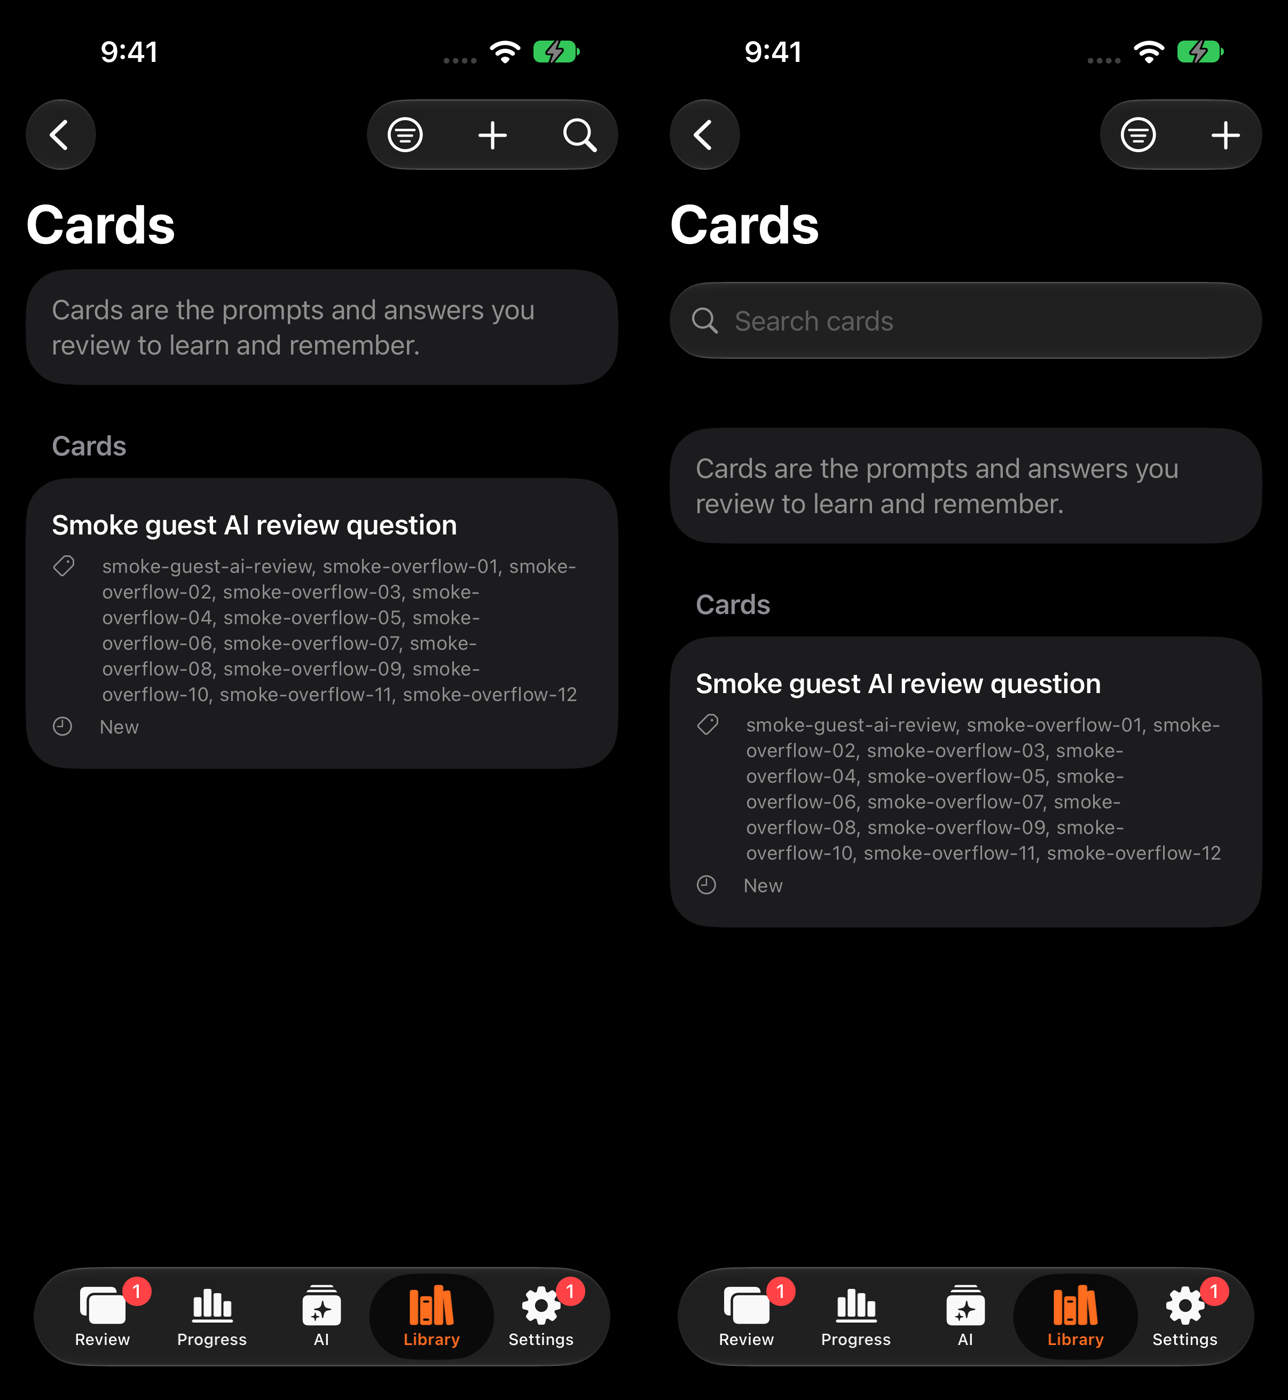 9:41
Cards
Cards are the prompts and answers you
review to learn and remember.
Cards
Smoke guest AI review question
smoke-guest-ai-review, smoke-overflow-01, smoke-
overflow-02, smoke-overflow-03, smoke-
overflow-04, smoke-overflow-05, smoke-
overflow-06, smoke-overflow-07, smoke-
overflow-08, smoke-overflow-09, smoke-
overflow-10, smoke-overflow-11, smoke-overflow-12
New
1
Review
Progress
AI
Library
1
Settings
9:41
Cards
Search cards
Cards are the prompts and answers you
review to learn and remember.
Cards
Smoke guest AI review question
smoke-guest-ai-review, smoke-overflow-01, smoke-
overflow-02, smoke-overflow-03, smoke-
overflow-04, smoke-overflow-05, smoke-
overflow-06, smoke-overflow-07, smoke-
overflow-08, smoke-overflow-09, smoke-
overflow-10, smoke-overflow-11, smoke-overflow-12
New
1
Review
Progress
AI
Library
1
Settings